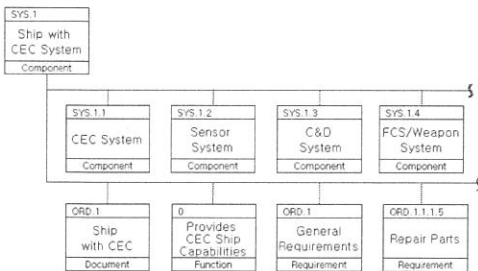 SYS.1
Ship with
CEC System
Component
SYS.1.1
CEC System
Component
SYS.1.2
Sensor
System
Component
SYS.1.3
C&D
System
Component
SYS.1.4
FCS/Weapon
System
Component
ORD.1
Ship
with CEC
Document
0
Provides
CEC Ship
Capabilities
Function
ORD.1
General
Requirements
Requirement
ORD.1.1.1.5
Repair Parts
Requirement